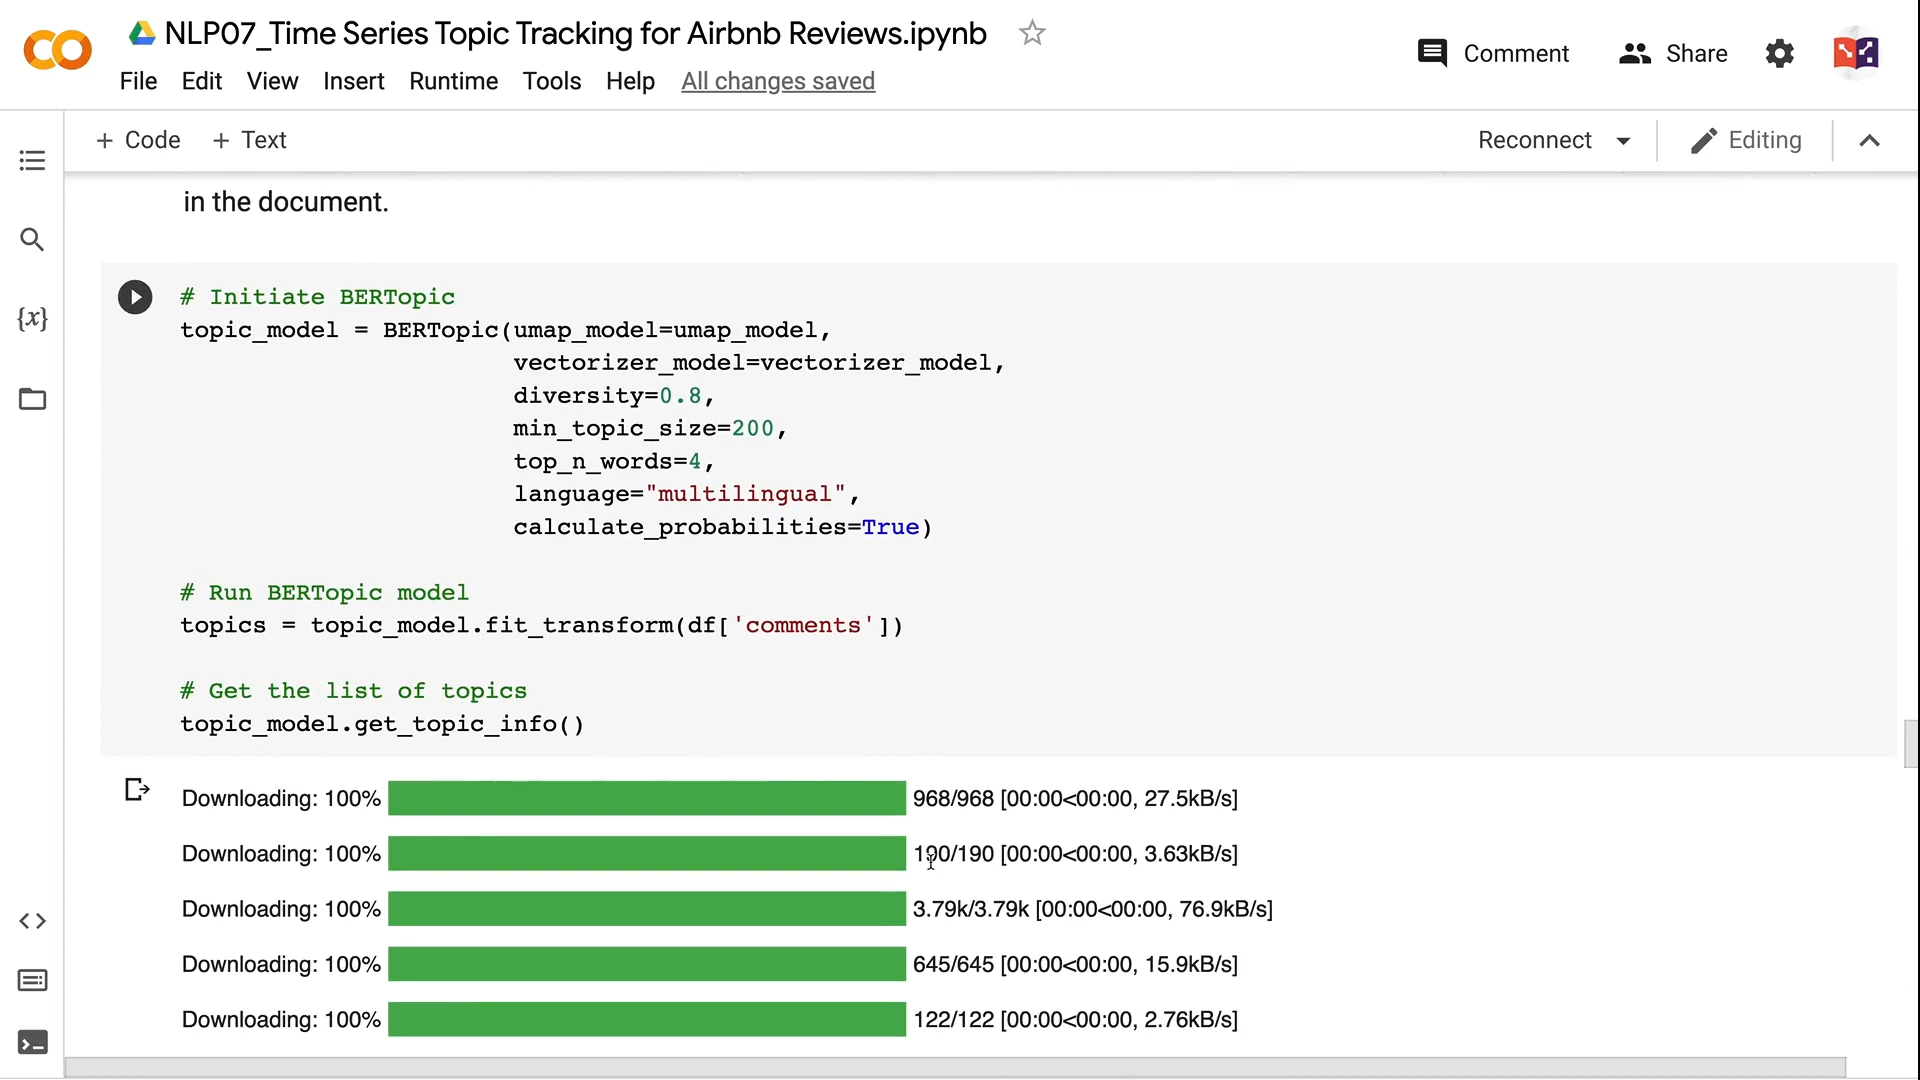 NLP07_Time Series Topic Tracking for Airbnb Reviews.ipynb
File Edit View Insert Runtime Tools Help All changes saved
Comment Share
+ Code + Text
Reconnect Editing
{x}
in the document.
# Initiate BERTopic
topic_model = BERTopic(umap_model=umap_model,
vectorizer_model=vectorizer_model,
diversity=0.8,
min_topic_size=200,
top_n_words=4,
language="multilingual",
calculate_probabilities=True)
# Run BERTopic model
topics = topic_model.fit_transform(df['comments'])
# Get the list of topics
topic_model.get_topic_info()
Downloading: 100% 968/968 [00:00<00:00, 27.5kB/s]
Downloading: 100% 190/190 [00:00<00:00, 3.63kB/s]
Downloading: 100% 3.79k/3.79k [00:00<00:00, 76.9kB/s]
Downloading: 100% 645/645 [00:00<00:00, 15.9kB/s]
Downloading: 100% 122/122 [00:00<00:00, 2.76kB/s]